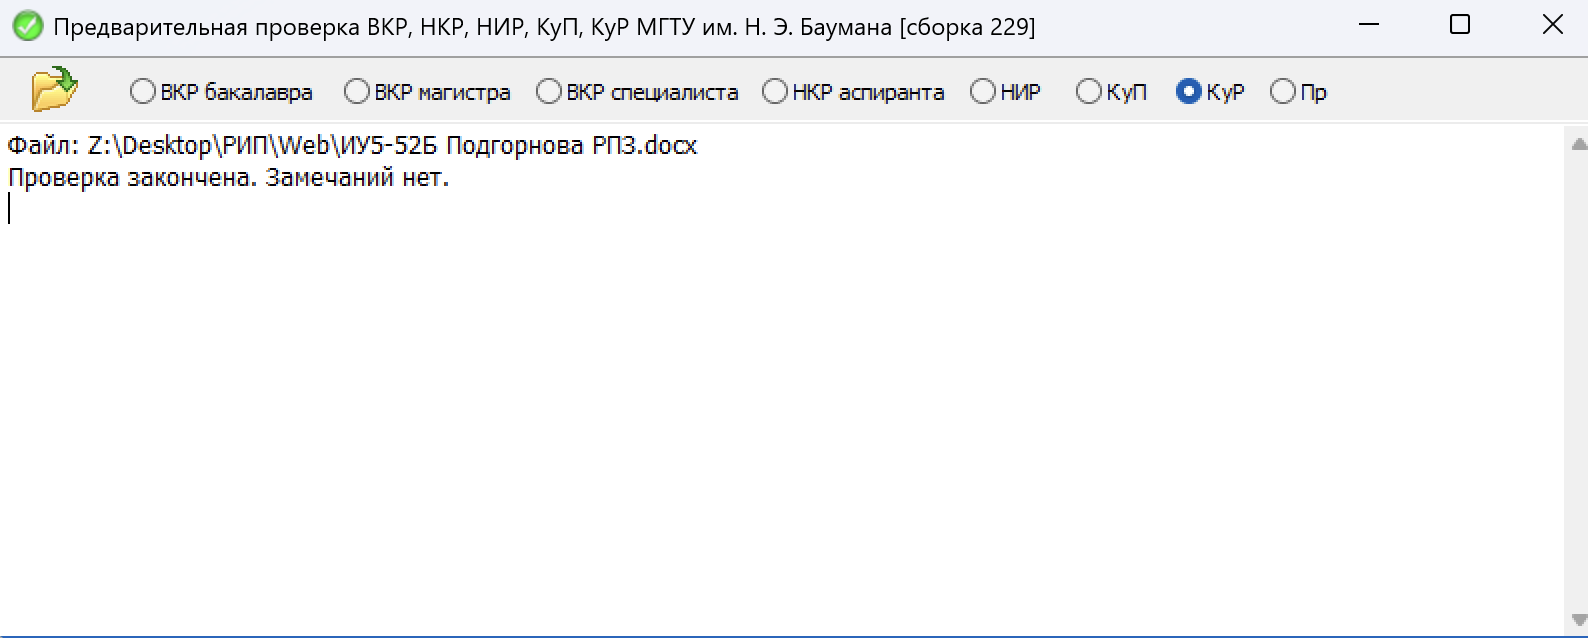 Предварительная проверка ВКР, НКР, НИР, КуП, КуР МГТУ им. Н. Э. Баумана [сборка 229]
ВКР бакалавра ВКР магистра ВКР специалиста НКР аспиранта НИР КуП КуР Пр
Файл: Z:\Desktop\РИП\Web\ИУ5-52Б Подгорнова РПЗ.docx
Проверка закончена. Замечаний нет.